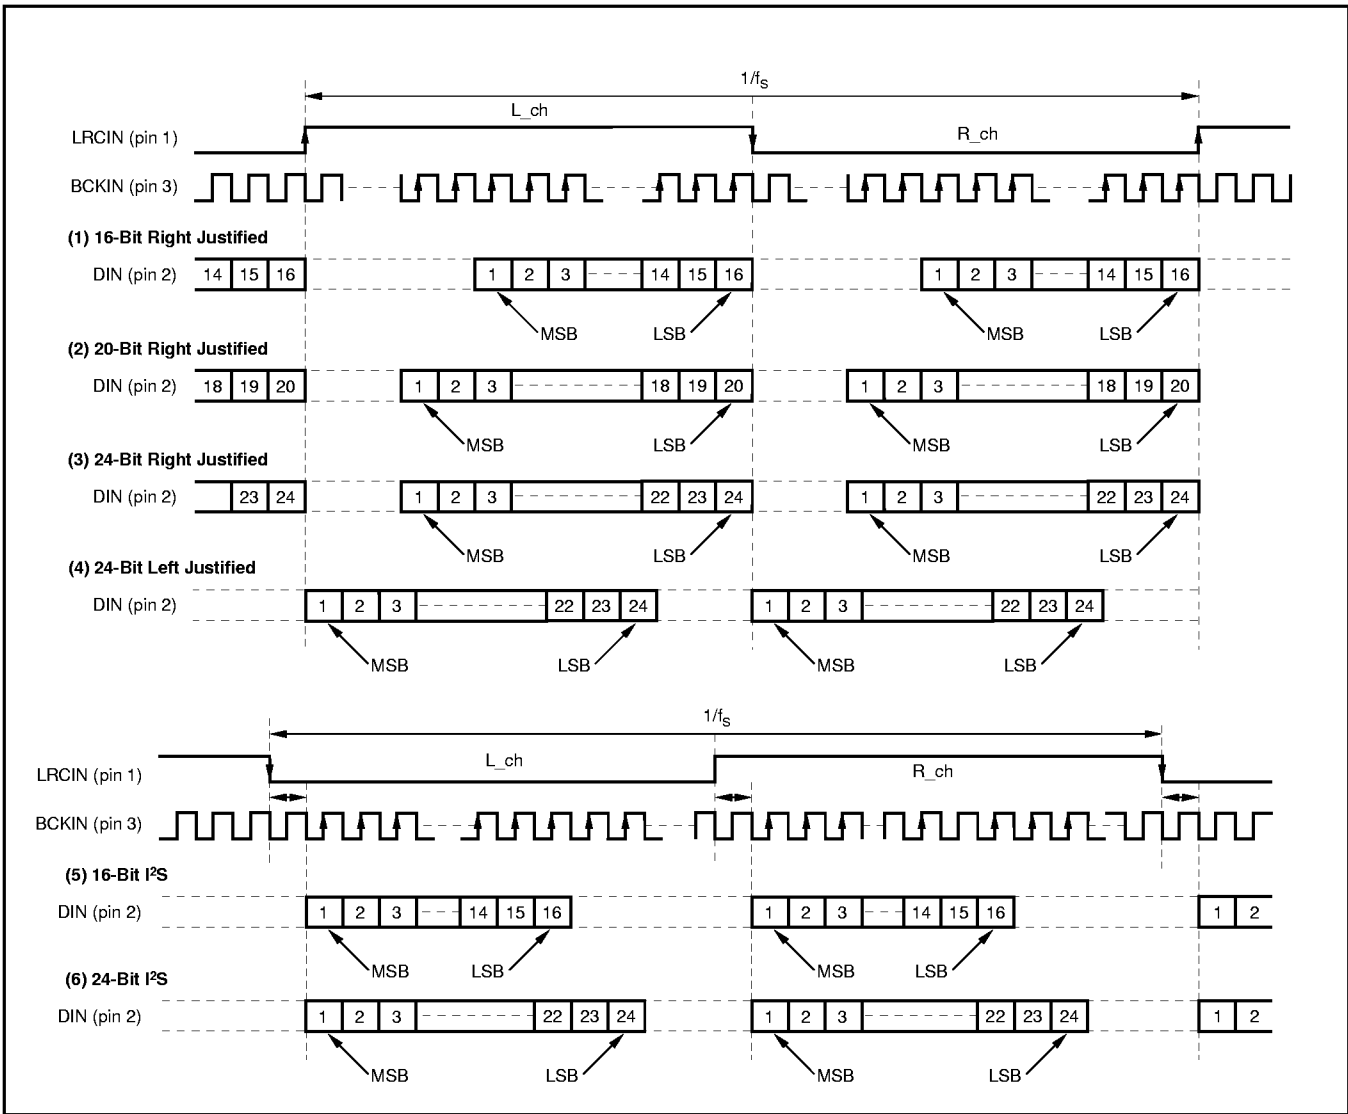 1/fS
L_ch
LRCIN (pin 1)
R_ch
BCKIN (pin 3)
(1) 16-Bit Right Justified
DIN (pin 2) 14 15 16 1 2 3 14 15 16 1 2 3 14 15 16
MSB LSB MSB LSB
(2) 20-Bit Right Justified
DIN (pin 2) 18 19 20 1 2 3 18 19 20 1 2 3 18 19 20
MSB LSB MSB LSB
(3) 24-Bit Right Justified
DIN (pin 2) 23 24 1 2 3 22 23 24 1 2 3 22 23 24
MSB LSB MSB LSB
(4) 24-Bit Left Justified
DIN (pin 2) 1 2 3 22 23 24 1 2 3 22 23 24
MSB LSB MSB LSB
1/fS
L_ch
LRCIN (pin 1)
R_ch
BCKIN (pin 3)
(5) 16-Bit I²S
DIN (pin 2) 1 2 3 14 15 16 1 2 3 14 15 16 1 2
MSB LSB MSB LSB
(6) 24-Bit I²S
DIN (pin 2) 1 2 3 22 23 24 1 2 3 22 23 24 1 2
MSB LSB MSB LSB